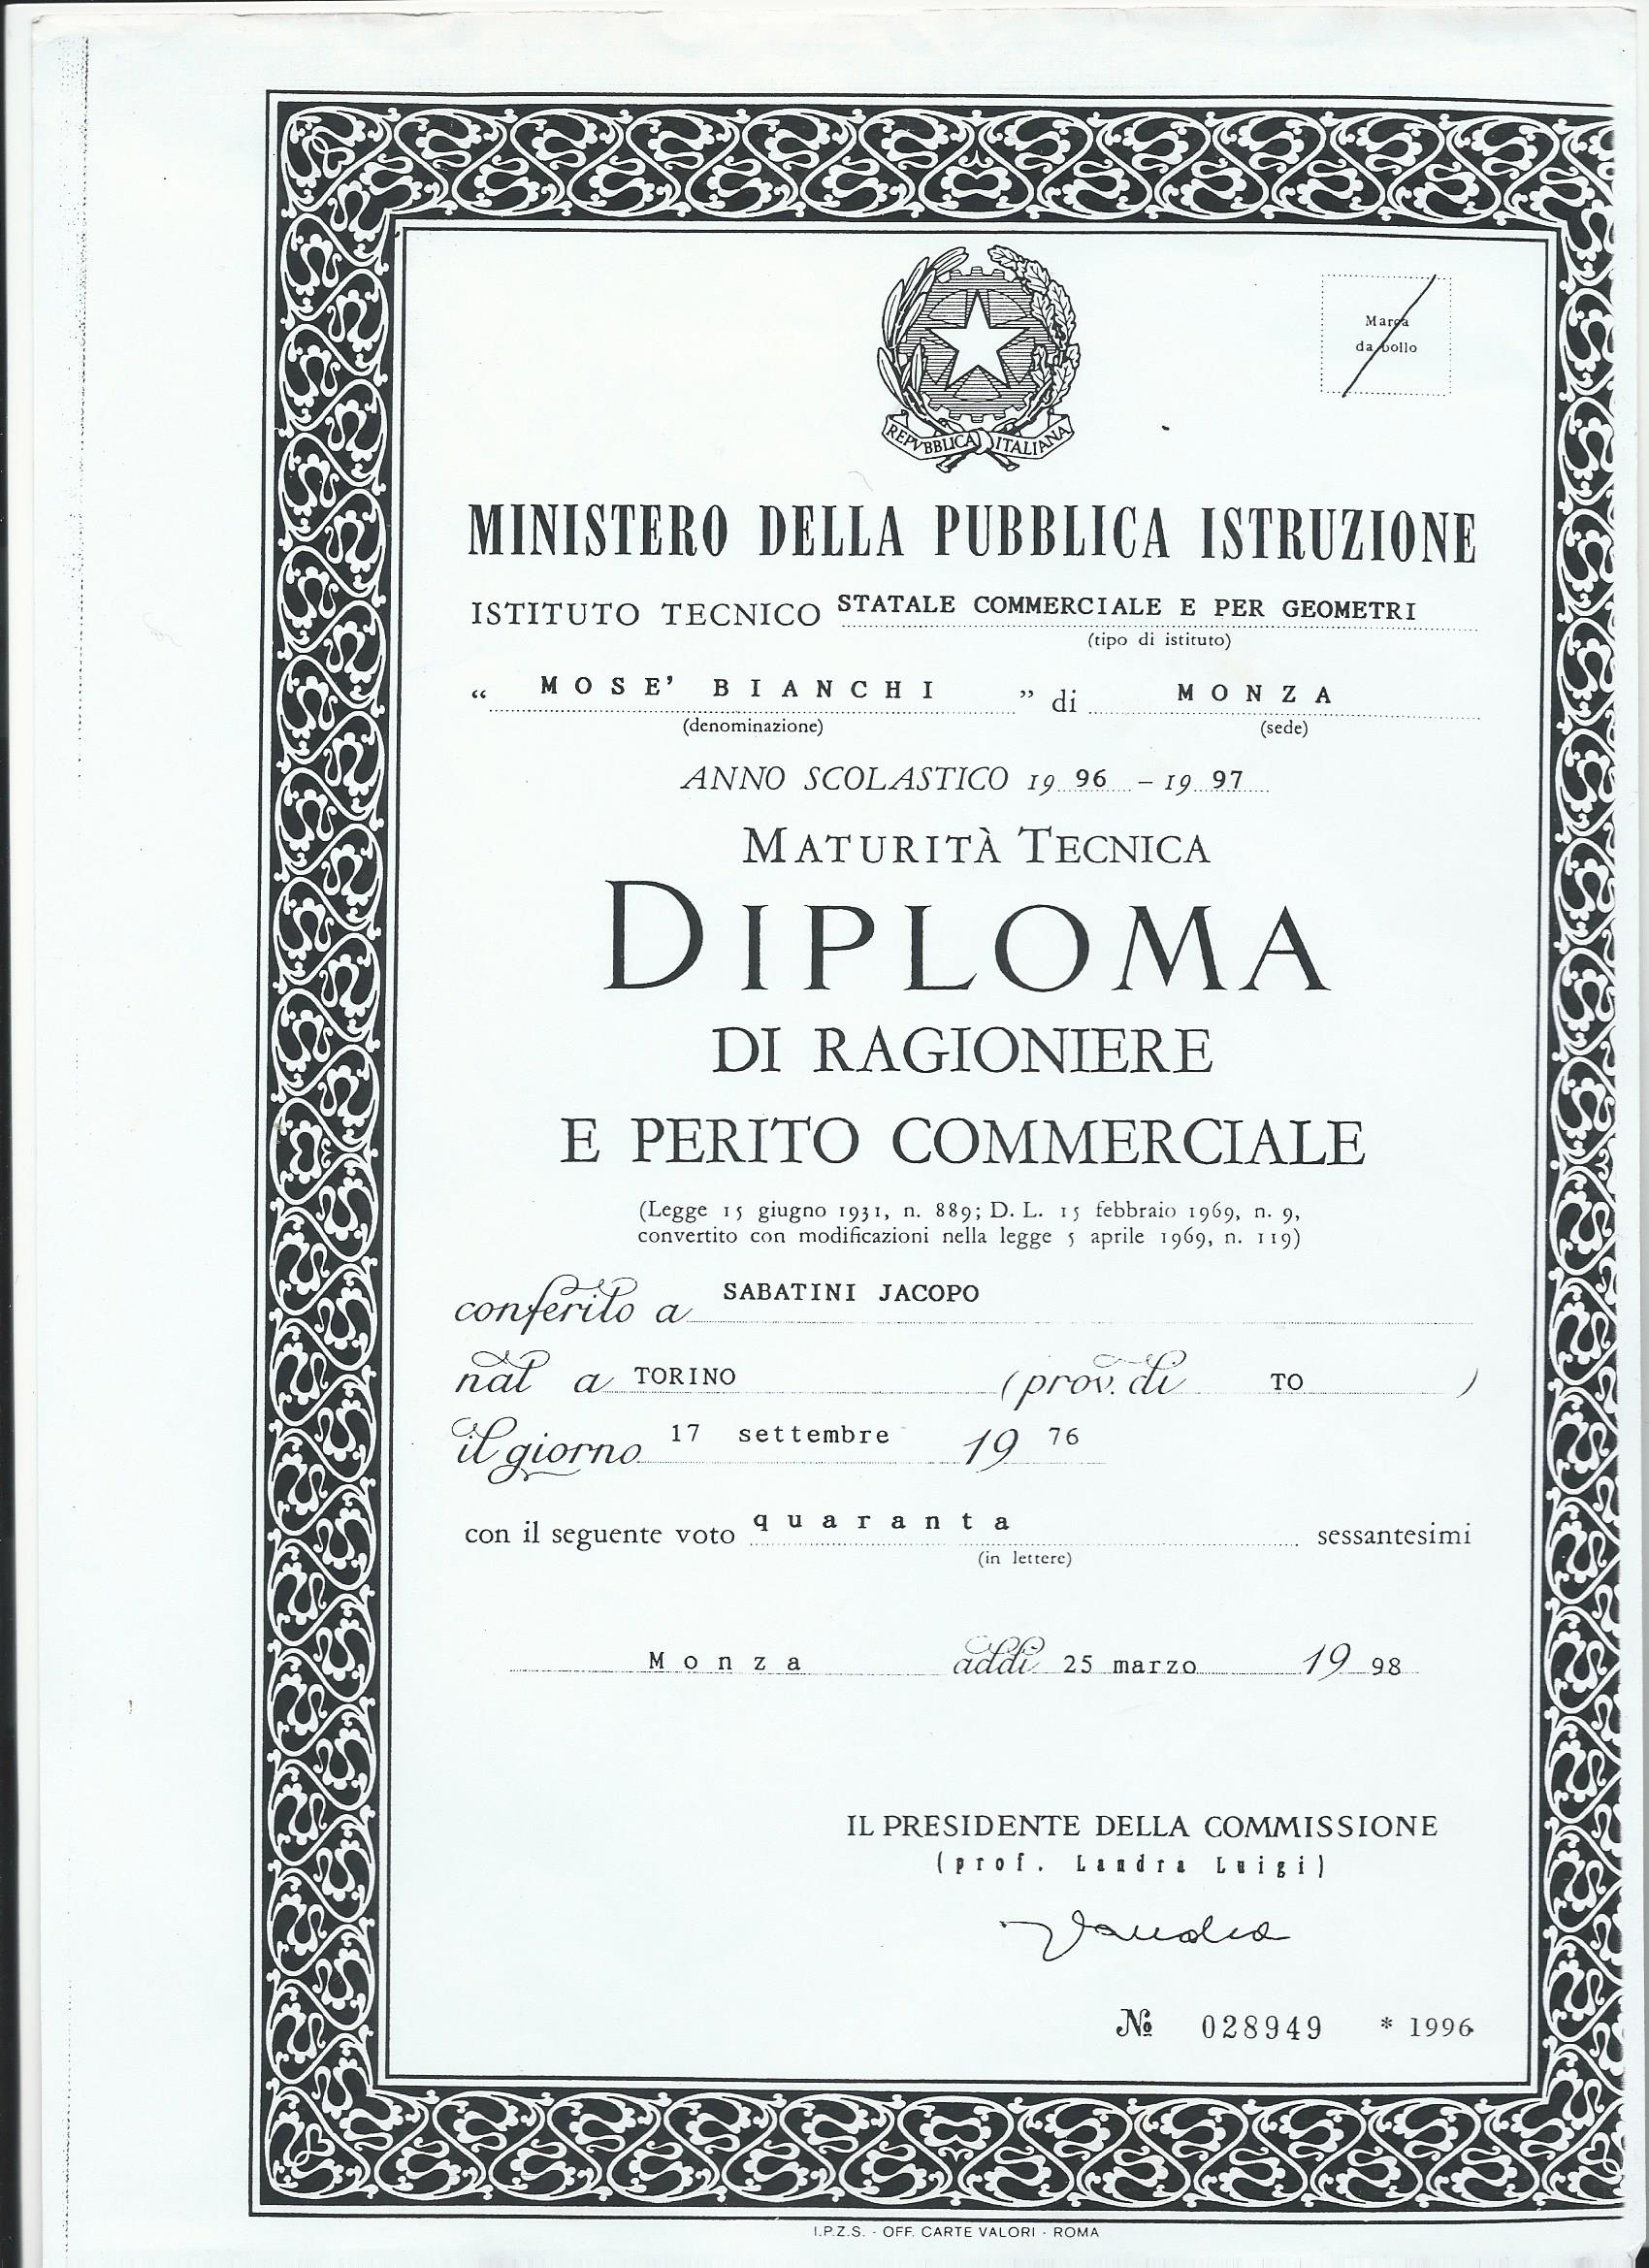 REPVBBLICA ITALIANA
Marca
da bollo
MINISTERO DELLA PUBBLICA ISTRUZIONE
ISTITUTO TECNICO STATALE COMMERCIALE E PER GEOMETRI
(tipo di istituto)
“ MOSE' BIANCHI ” di MONZA
(denominazione) (sede)
ANNO SCOLASTICO 19 96 - 19 97
MATURITÀ TECNICA
DIPLOMA
DI RAGIONIERE
E PERITO COMMERCIALE
(Legge 15 giugno 1931, n. 889; D. L. 15 febbraio 1969, n. 9,
convertito con modificazioni nella legge 5 aprile 1969, n. 119)
conferito a SABATINI JACOPO
nat a TORINO (prov. di TO )
il giorno 17 settembre 19 76
con il seguente voto quaranta sessantesimi
(in lettere)
Monza addì 25 marzo 19 98
IL PRESIDENTE DELLA COMMISSIONE
(prof. Landra Luigi)
Landra
№ 028949 * 1996
I.P.Z.S. - OFF. CARTE VALORI - ROMA